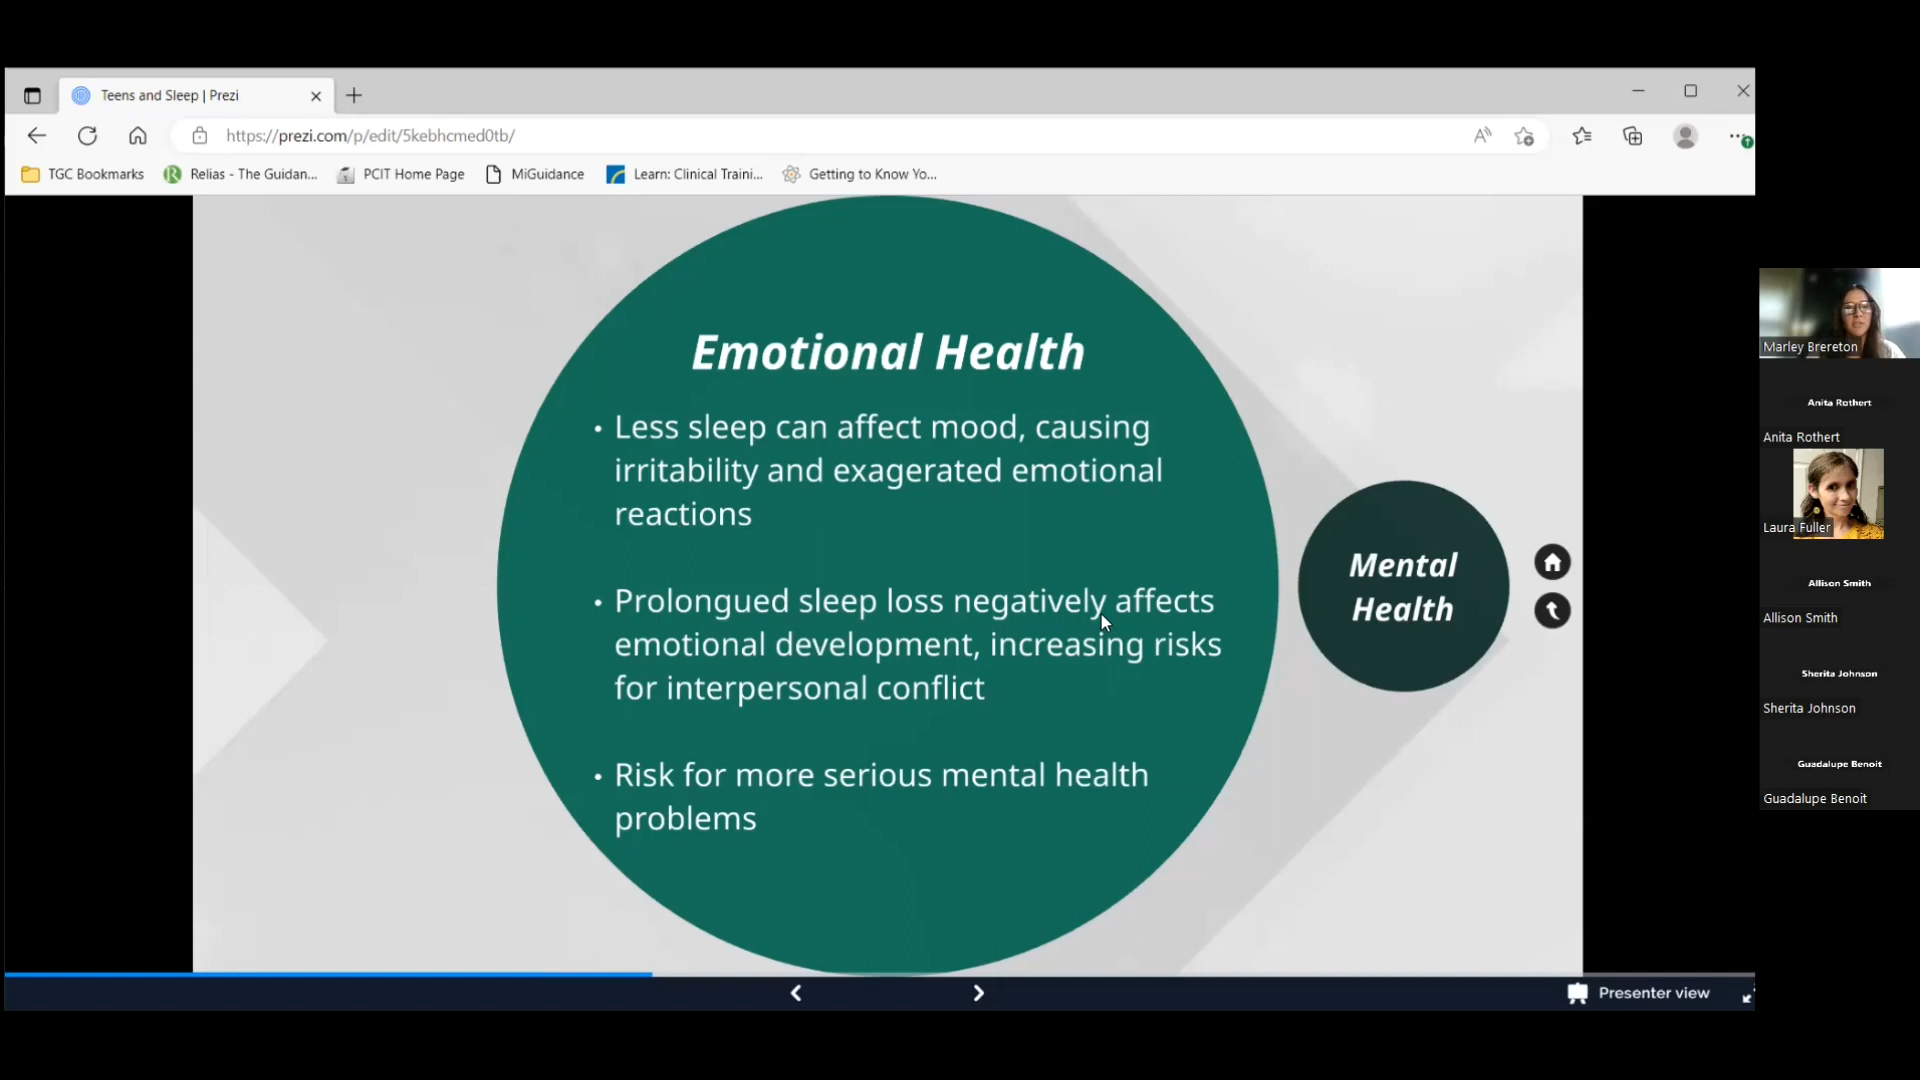 Teens and Sleep | Prezi
https://prezi.com/p/edit/5kebhcmed0tb/
TGC Bookmarks
Relias - The Guidan...
PCIT Home Page
MiGuidance
Learn: Clinical Traini...
Getting to Know Yo...
Emotional Health
• Less sleep can affect mood, causing
irritability and exagerated emotional
reactions
• Prolongued sleep loss negatively affects
emotional development, increasing risks
for interpersonal conflict
• Risk for more serious mental health
problems
Mental
Health
Presenter view
Marley Brereton
Anita Rothert
Anita Rothert
Laura Fuller
Allison Smith
Allison Smith
Sherita Johnson
Sherita Johnson
Guadalupe Benoit
Guadalupe Benoit